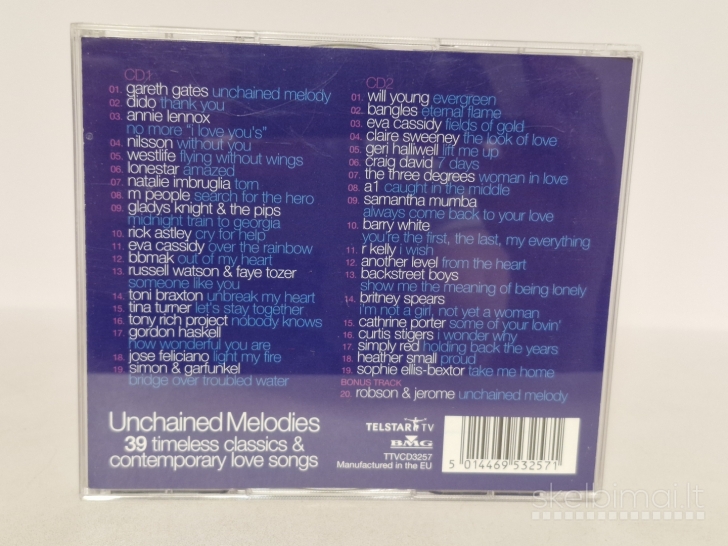 CD1
01. gareth gates unchained melody
02. dido thank you
03. annie lennox
no more "i love you's"
04. nilsson without you
05. westlife flying without wings
06. lonestar amazed
07. natalie imbruglia torn
08. m people search for the hero
09. gladys knight & the pips
midnight train to georgia
10. rick astley cry for help
11. eva cassidy over the rainbow
12. bbmak out of my heart
13. russell watson & faye tozer
someone like you
14. toni braxton unbreak my heart
15. tina turner let's stay together
16. tony rich project nobody knows
17. gordon haskell
how wonderful you are
18. jose feliciano light my fire
19. simon & garfunkel
bridge over troubled water
CD2
01. will young evergreen
02. bangles eternal flame
03. eva cassidy fields of gold
04. claire sweeney the look of love
05. geri halliwell lift me up
06. craig david 7 days
07. the three degrees woman in love
08. a1 caught in the middle
09. samantha mumba
always come back to your love
10. barry white
you're the first, the last, my everything
11. r kelly i wish
12. another level from the heart
13. backstreet boys
show me the meaning of being lonely
14. britney spears
i'm not a girl, not yet a woman
15. cathrine porter some of your lovin'
16. curtis stigers i wonder why
17. simply red holding back the years
18. heather small proud
19. sophie ellis-bextor take me home
BONUS TRACK
20. robson & jerome unchained melody
Unchained Melodies
39 timeless classics &
contemporary love songs
TELSTAR TV
BMG
TTVCD3257
Manufactured in the EU
5 014469 532571
skelbimai.lt